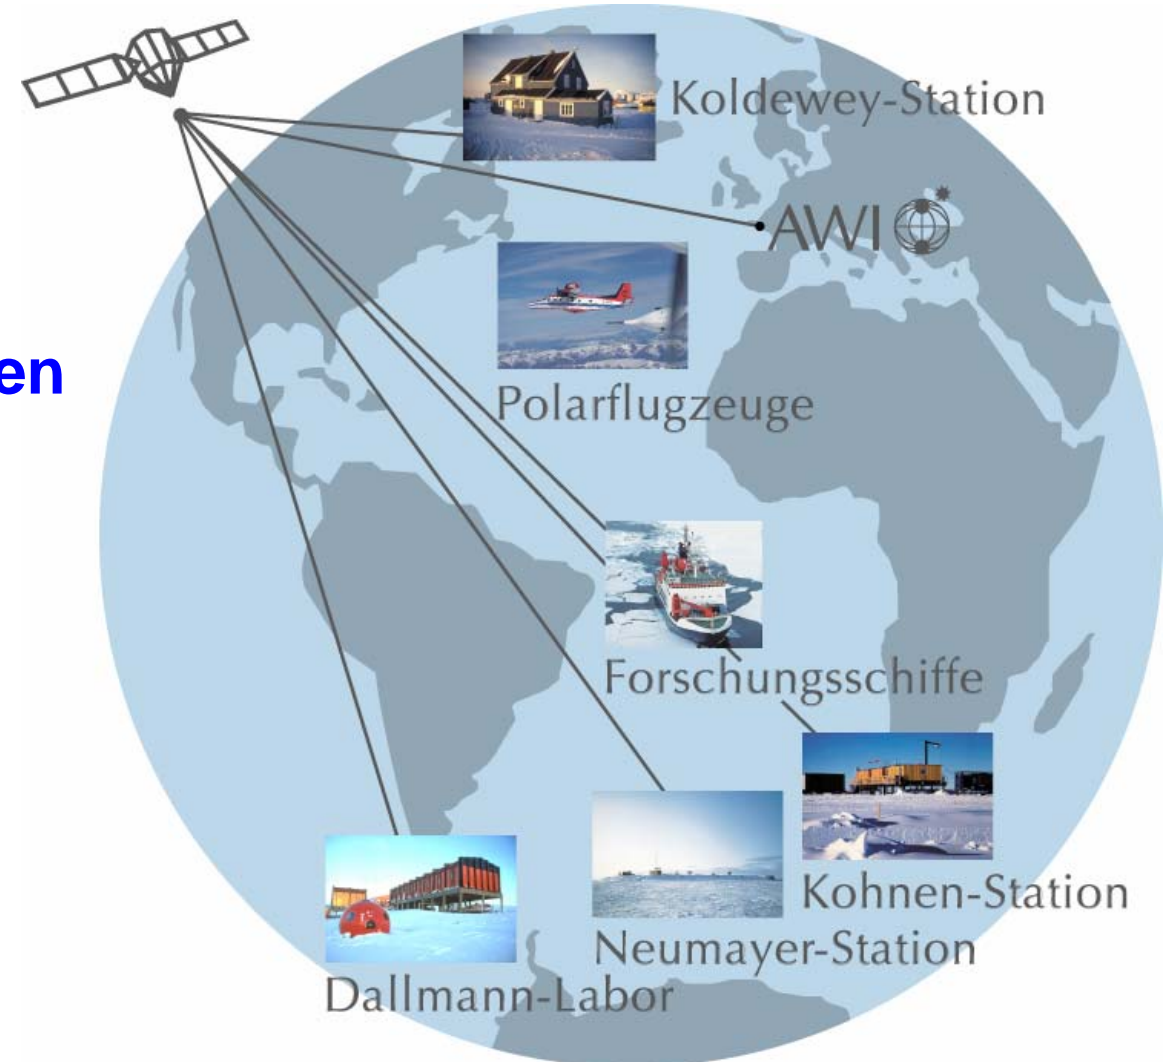 Koldewey-Station
AWI
en
Polarflugzeuge
Forschungsschiffe
Kohnen-Station
Neumayer-Station
Dallmann-Labor